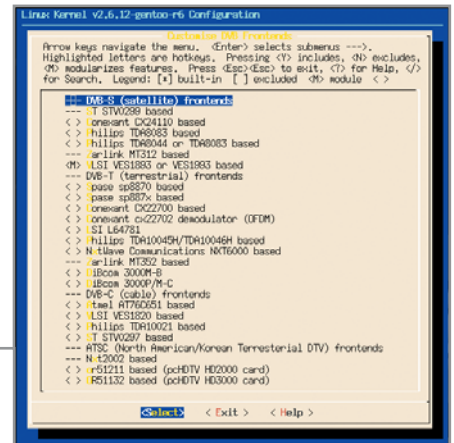 Linux Kernel v2.6.12-gentoo-r6 Configuration
Customise DVB Frontends
Arrow keys navigate the menu. <Enter> selects submenus --->.
Highlighted letters are hotkeys. Pressing <Y> includes, <N> excludes,
<M> modularizes features. Press <Esc><Esc> to exit, <?> for Help, </>
for Search. Legend: [*] built-in [ ] excluded <M> module < >
--- DVB-S (satellite) frontends
--- ST STV0299 based
< > Conexant CX24110 based
< > Philips TDA8083 based
< > Philips TDA8044 or TDA8083 based
--- Zarlink MT312 based
<M> VLSI VES1893 or VES1993 based
--- DVB-T (terrestrial) frontends
< > Spase sp8870 based
< > Spase sp887x based
< > Conexant CX22700 based
< > Conexant cx22702 demodulator (OFDM)
< > LSI L64781
< > Philips TDA10045H/TDA10046H based
< > NxtWave Communications NXT6000 based
--- Zarlink MT352 based
< > DiBcom 3000M-B
< > DiBcom 3000P/M-C
--- DVB-C (cable) frontends
< > Atmel AT76C651 based
< > VLSI VES1820 based
< > Philips TDA10021 based
< > ST STV0297 based
--- ATSC (North American/Korean Terresterial DTV) frontends
--- Nxt2002 based
< > or51211 based (pcHDTV HD2000 card)
< > OR51132 based (pcHDTV HD3000 card)
<Select> < Exit > < Help >